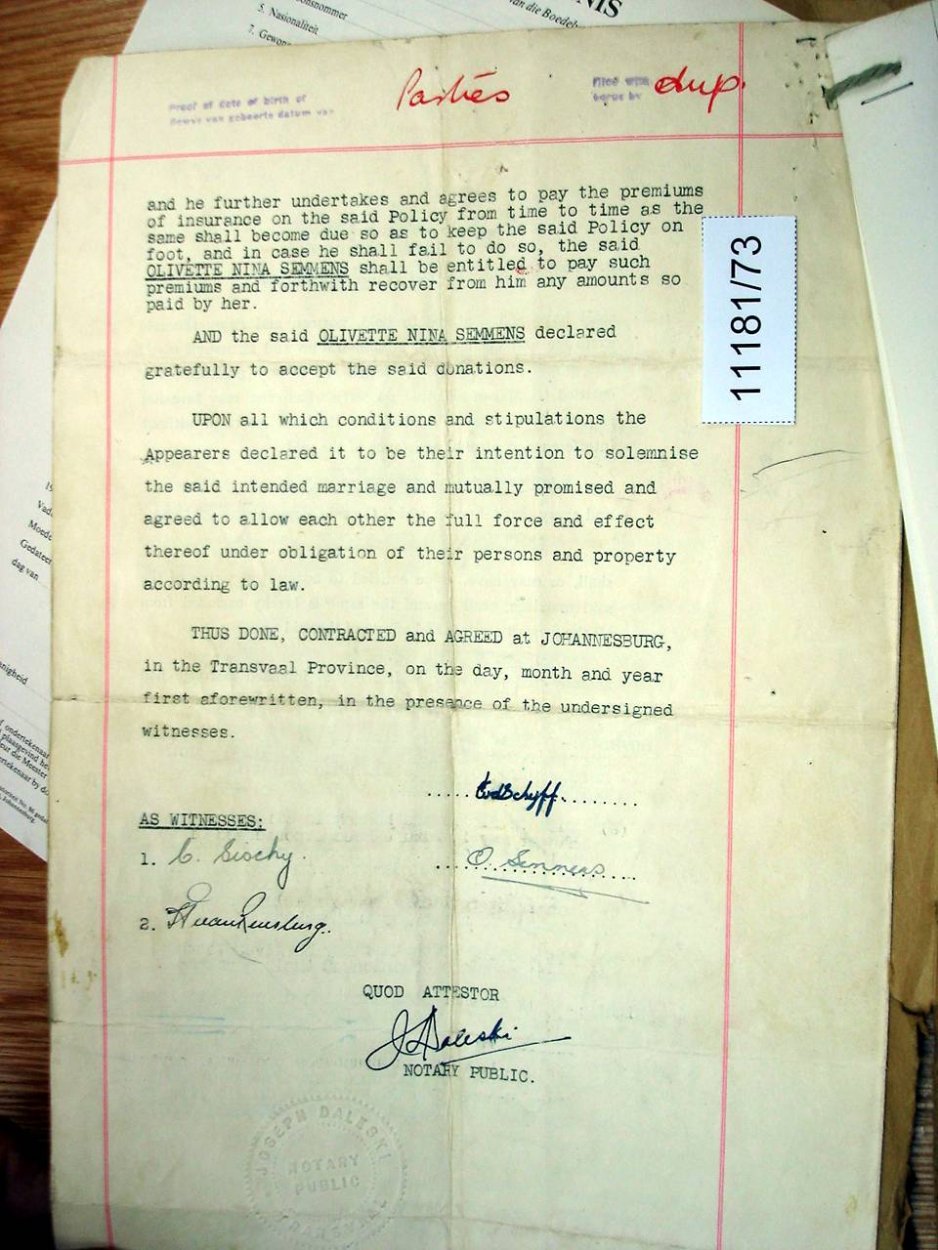 5. Nasionaliteit
Proof of date of birth of
Bewys van geboorte datum van
Parties
Filed with
dup.
and he further undertakes and agrees to pay the premiums
of insurance on the said Policy from time to time as the
same shall become due so as to keep the said Policy on
foot, and in case he shall fail to do so, the said
OLIVETTE NINA SEMMENS shall be entitled to pay such
premiums and forthwith recover from him any amounts so
paid by her.
AND the said OLIVETTE NINA SEMMENS declared
gratefully to accept the said donations.
UPON all which conditions and stipulations the
Appearers declared it to be their intention to solemnise
the said intended marriage and mutually promised and
agreed to allow each other the full force and effect
thereof under obligation of their persons and property
according to law.
THUS DONE, CONTRACTED and AGREED at JOHANNESBURG,
in the Transvaal Province, on the day, month and year
first aforewritten, in the presence of the undersigned
witnesses.
AS WITNESSES:
1.
O. Semmens
2.
QUOD ATTESTOR
J Daleski
NOTARY PUBLIC.
JOSEPH DALESKI
NOTARY
PUBLIC
TRANSVAAL
11181/73